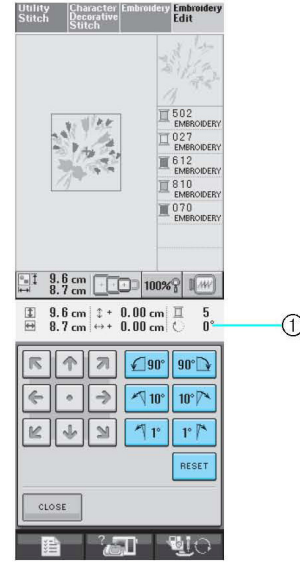 Utility Stitch
Character Decorative Stitch
Embroidery
Embroidery Edit
502
EMBROIDERY
027
EMBROIDERY
612
EMBROIDERY
810
EMBROIDERY
070
EMBROIDERY
9.6 cm
8.7 cm
100%
9.6 cm + 0.00 cm 5
8.7 cm + 0.00 cm 0°
1
90° 90°
10° 10°
1° 1°
RESET
CLOSE
?